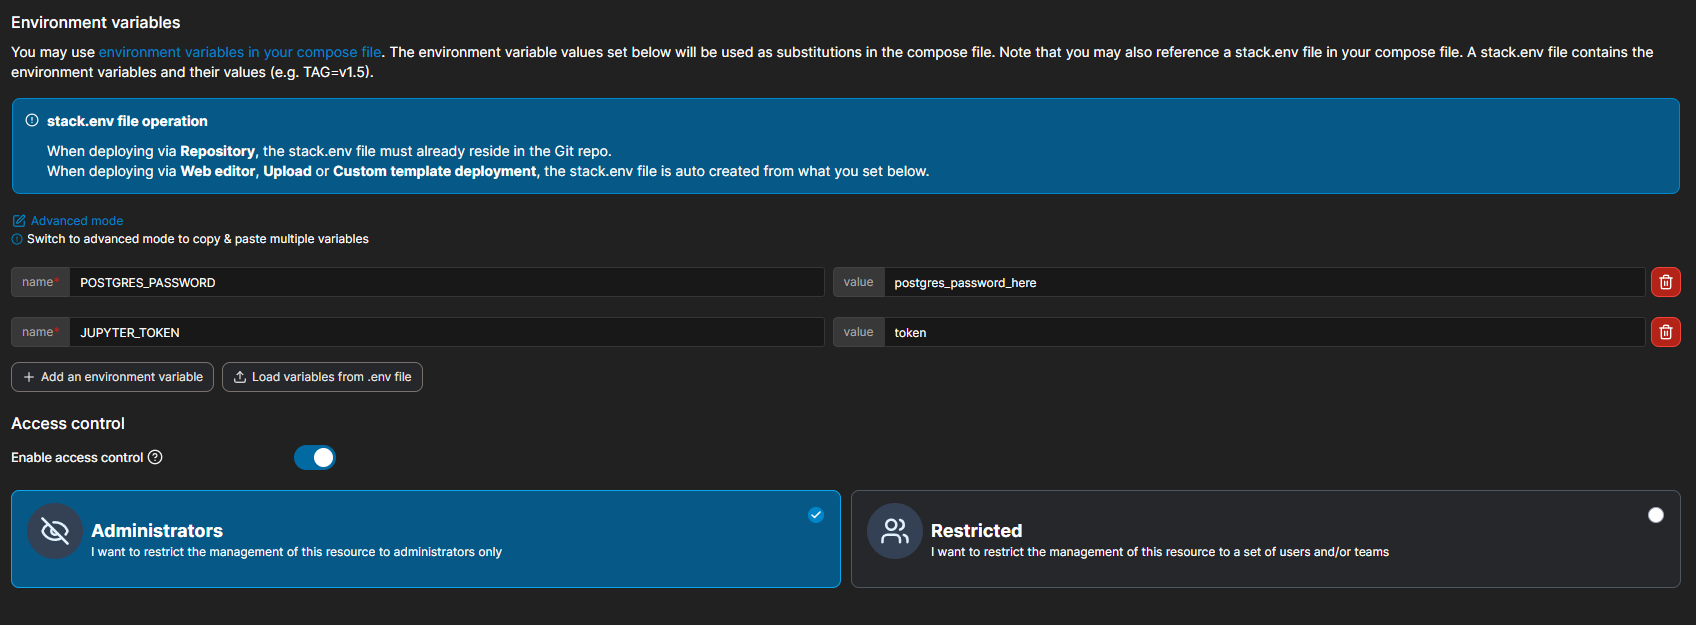 Environment variables
You may use environment variables in your compose file. The environment variable values set below will be used as substitutions in the compose file. Note that you may also reference a stack.env file in your compose file. A stack.env file contains the
environment variables and their values (e.g. TAG=v1.5).
stack.env file operation
When deploying via Repository, the stack.env file must already reside in the Git repo.
When deploying via Web editor, Upload or Custom template deployment, the stack.env file is auto created from what you set below.
Advanced mode
Switch to advanced mode to copy & paste multiple variables
name* POSTGRES_PASSWORD value postgres_password_here
name* JUPYTER_TOKEN value token
+ Add an environment variable Load variables from .env file
Access control
Enable access control
Administrators
I want to restrict the management of this resource to administrators only
Restricted
I want to restrict the management of this resource to a set of users and/or teams